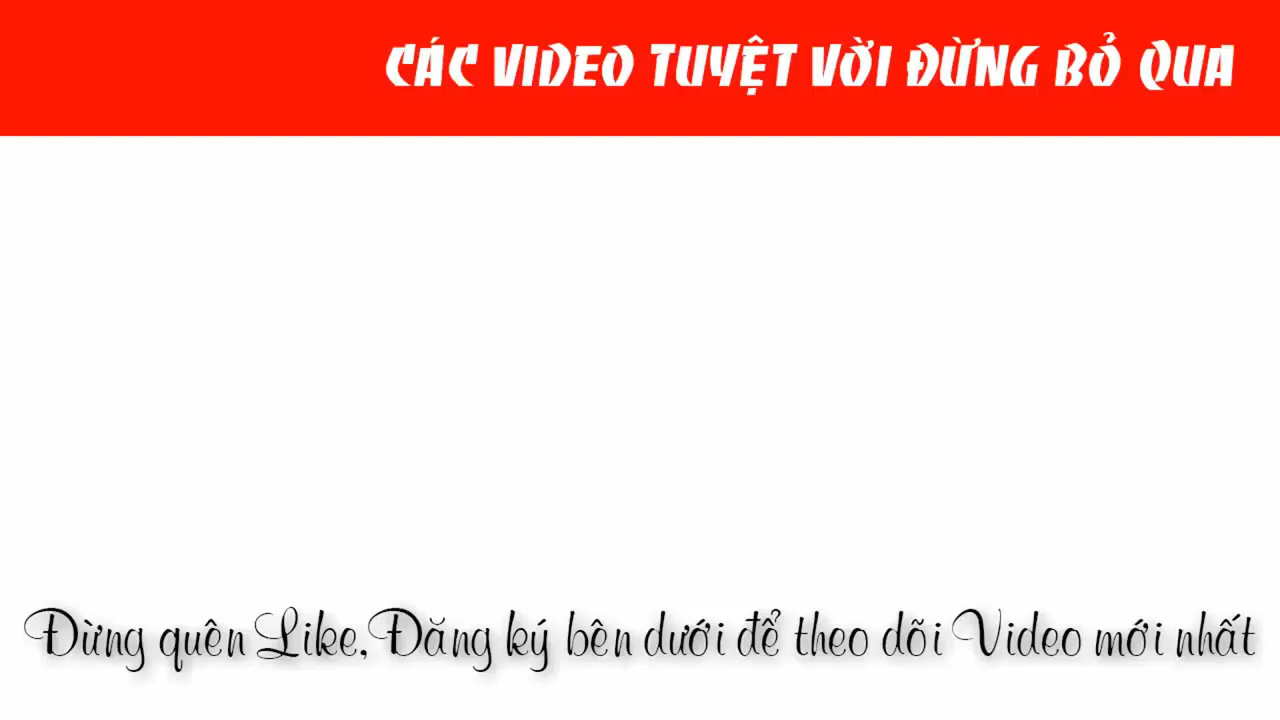 CÁC VIDEO TUYỆT VỜI ĐỪNG BỎ QUA
Đừng quên Like,Đăng ký bên dưới để theo dõi Video mới nhất